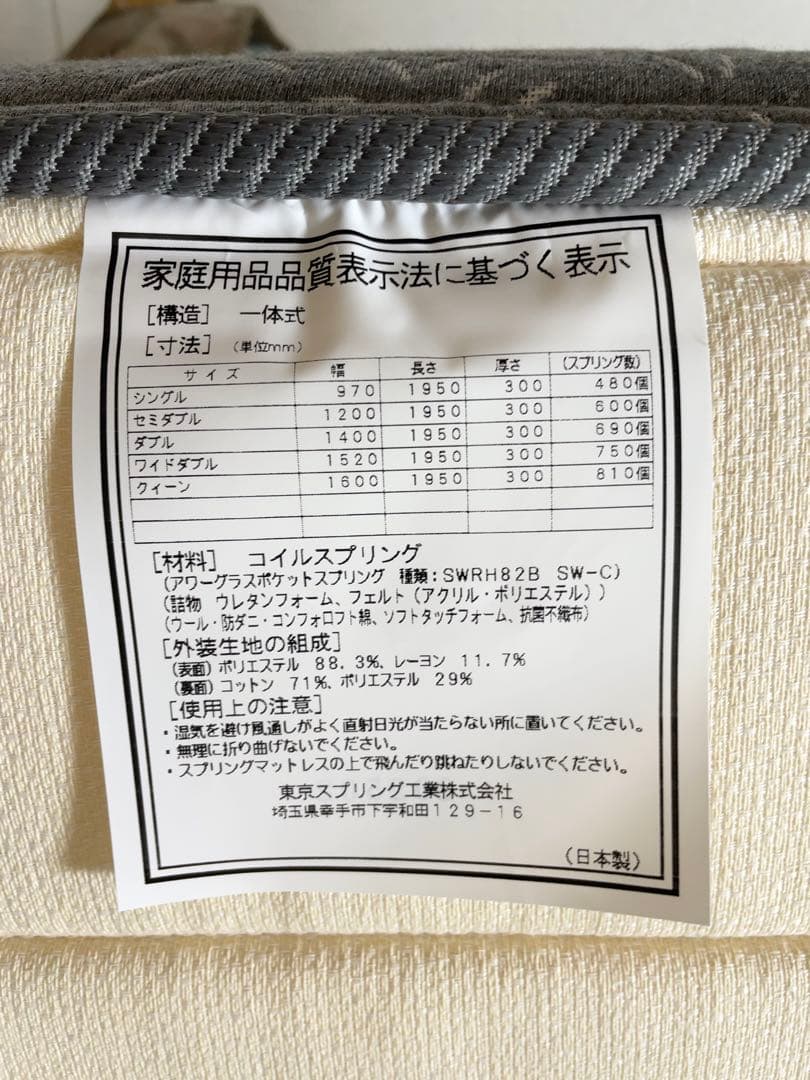 家庭用品品質表示法に基づく表示
[構造] 一体式
[寸法] (単位mm)
サイズ 幅 長さ 厚さ (スプリング数)
シングル 970 1950 300 480個
セミダブル 1200 1950 300 600個
ダブル 1400 1950 300 690個
ワイドダブル 1520 1950 300 750個
クィーン 1600 1950 300 810個
[材料] コイルスプリング
(アワーグラスポケットスプリング 種類:SWRH82B SW-C)
(詰物 ウレタンフォーム、フェルト(アクリル・ポリエステル))
(ウール・防ダニ・コンフォロフト綿、ソフトタッチフォーム、抗菌不織布)
[外装生地の組成]
(表面)ポリエステル 88.3%、レーヨン 11.7%
(裏面)コットン 71%、ポリエステル 29%
[使用上の注意]
・湿気を避け風通しがよく直射日光が当たらない所に置いてください。
・無理に折り曲げないでください。
・スプリングマットレスの上で飛んだり跳ねたりしないでください。
東京スプリング工業株式会社
埼玉県幸手市下宇和田129-16
(日本製)